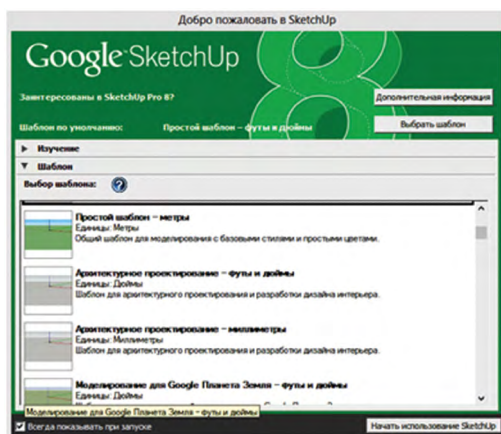 Добро пожаловать в SketchUp
Google SketchUp
8
Заинтересованы в SketchUp Pro 8?
Дополнительная информация
Шаблон по умолчанию: Простой шаблон – футы и дюймы
Выбрать шаблон
Изучение
Шаблон
Выбор шаблона:
Простой шаблон – метры
Единицы: Метры
Общий шаблон для моделирования с базовыми стилями и простыми цветами.
Архитектурное проектирование – футы и дюймы
Единицы: Дюймы
Шаблон для архитектурного проектирования и разработки дизайна интерьера.
Архитектурное проектирование – миллиметры
Единицы: Миллиметры
Шаблон для архитектурного проектирования и разработки дизайна интерьера.
Моделирование для Google Планета Земля – футы и дюймы
Единицы: Дюймы
Моделирование для Google Планета Земля – футы и дюймы
Всегда показывать при запуске
Начать использование SketchUp